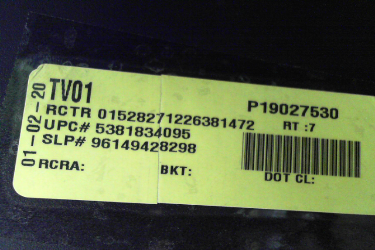 01-02-20
TV01
P19027530
RCTR 01528271226381472 RT :7
UPC# 5381834095
SLP# 96149428298
RCRA: BKT: DOT CL: